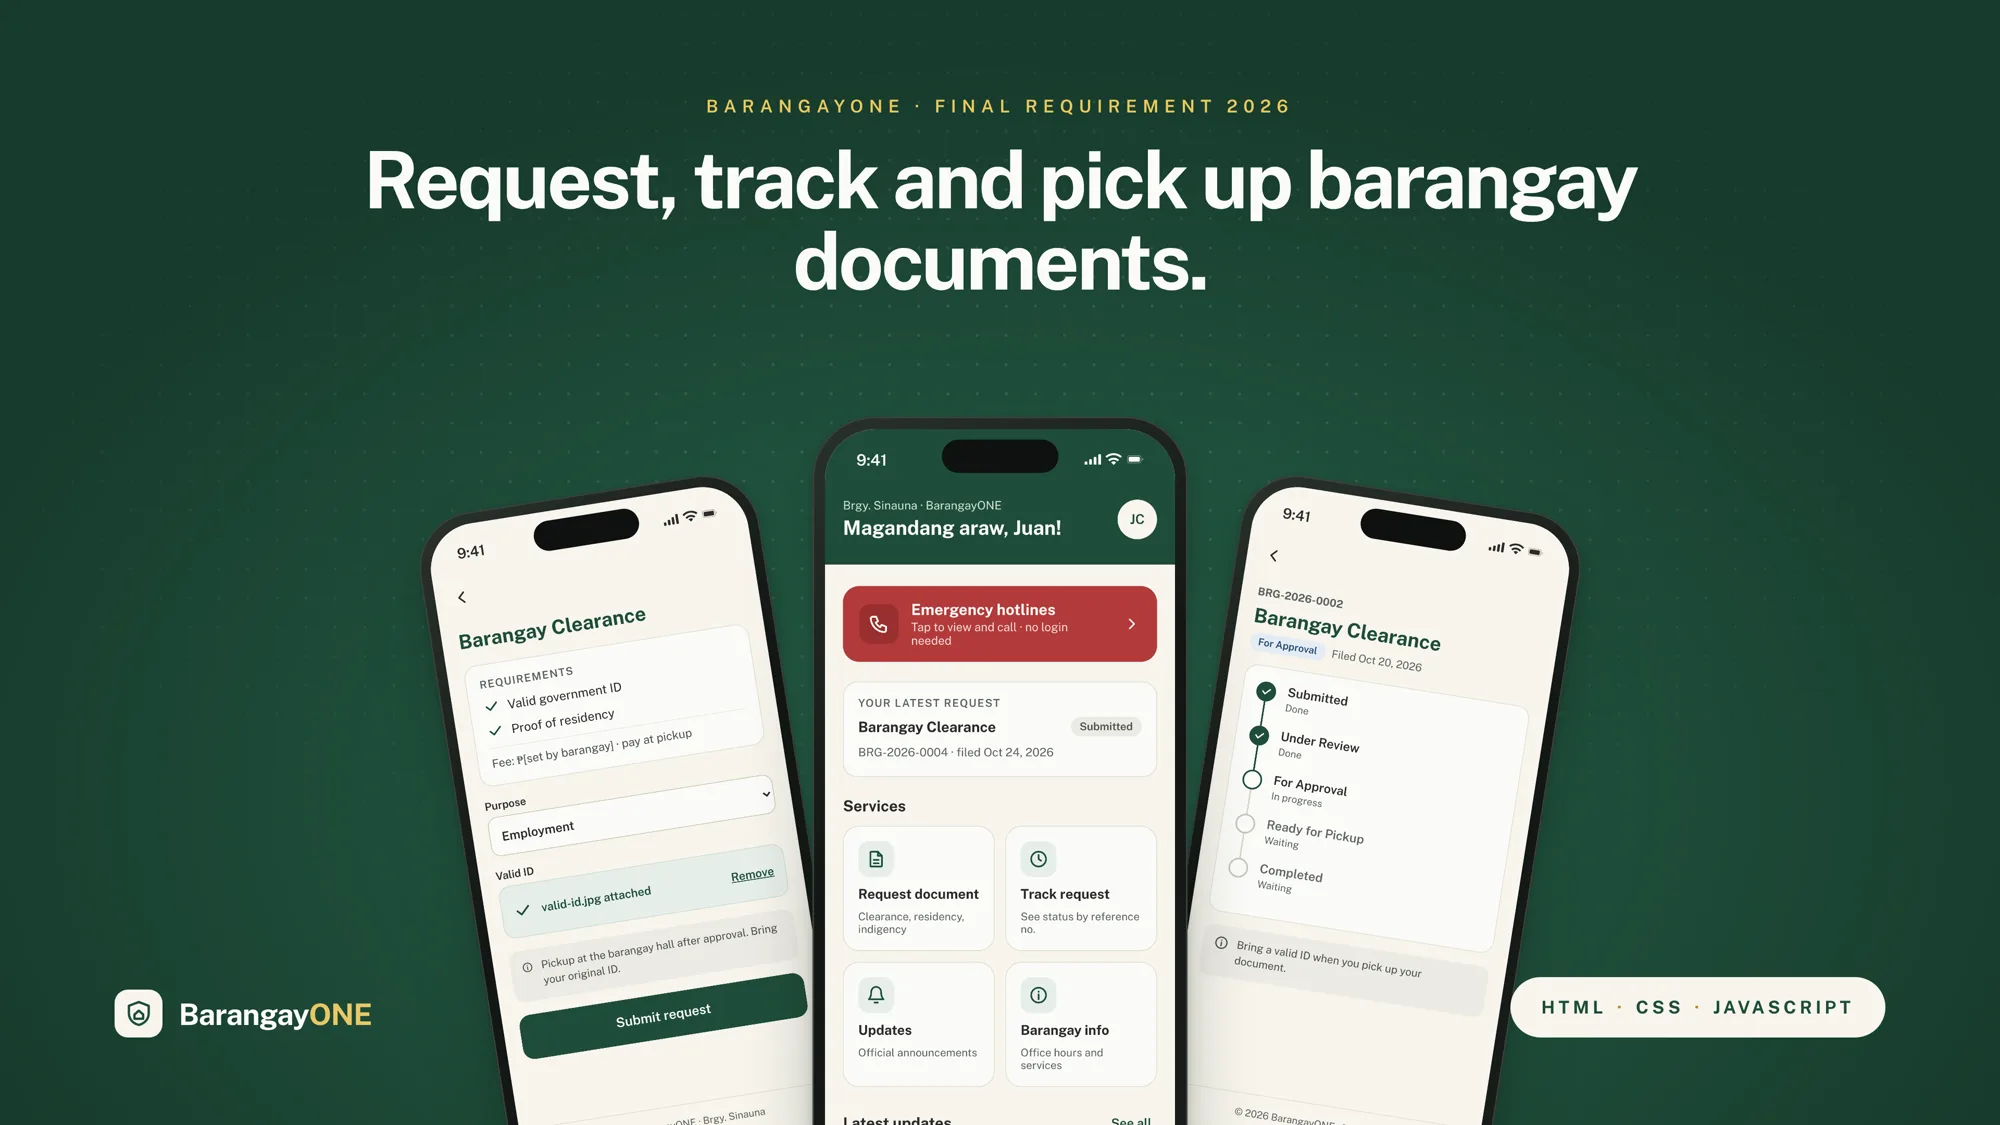 BARANGAYONE · FINAL REQUIREMENT 2026
Request, track and pick up barangay
documents.
9:41
Barangay Clearance
REQUIREMENTS
Valid government ID
Proof of residency
Fee: ₱[set by barangay] · pay at pickup
Purpose
Employment
Valid ID
valid-id.jpg attached
Remove
Pickup at the barangay hall after approval. Bring
your original ID.
Submit request
ONE · Brgy. Sinauna
9:41
Brgy. Sinauna · BarangayONE
Magandang araw, Juan!
JC
Emergency hotlines
Tap to view and call · no login
needed
YOUR LATEST REQUEST
Barangay Clearance
Submitted
BRG-2026-0004 · filed Oct 24, 2026
Services
Request document
Clearance, residency,
indigency
Track request
See status by reference
no.
Updates
Official announcements
Barangay info
Office hours and
services
Latest updates
See all
9:41
BRG-2026-0002
Barangay Clearance
For Approval
Filed Oct 20, 2026
Submitted
Done
Under Review
Done
For Approval
In progress
Ready for Pickup
Waiting
Completed
Waiting
Bring a valid ID when you pick up your
document.
© 2026 BarangayONE
BarangayONE
HTML · CSS · JAVASCRIPT